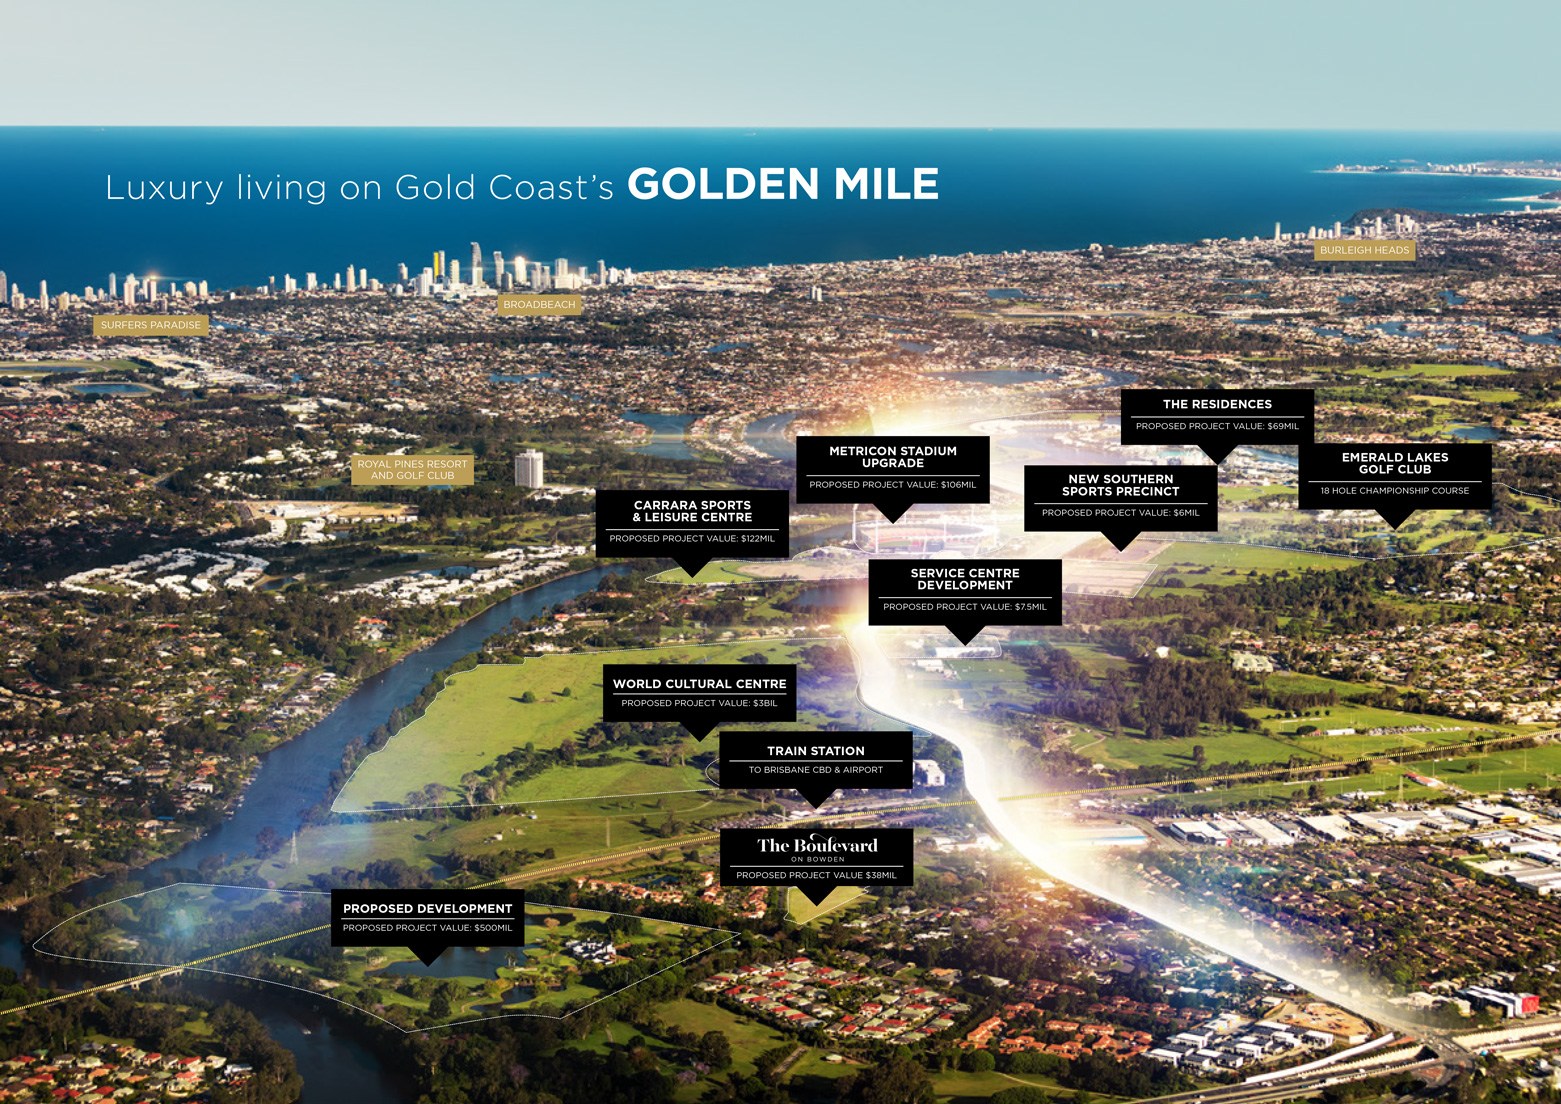 Luxury living on Gold Coast's GOLDEN MILE
BURLEIGH HEADS
BROADBEACH
SURFERS PARADISE
THE RESIDENCES
PROPOSED PROJECT VALUE: $69MIL
METRICON STADIUM
UPGRADE
PROPOSED PROJECT VALUE: $106MIL
EMERALD LAKES
GOLF CLUB
18 HOLE CHAMPIONSHIP COURSE
ROYAL PINES RESORT
AND GOLF CLUB
NEW SOUTHERN
SPORTS PRECINCT
PROPOSED PROJECT VALUE: $6MIL
CARRARA SPORTS
& LEISURE CENTRE
PROPOSED PROJECT VALUE: $122MIL
SERVICE CENTRE
DEVELOPMENT
PROPOSED PROJECT VALUE: $7.5MIL
WORLD CULTURAL CENTRE
PROPOSED PROJECT VALUE: $3BIL
TRAIN STATION
TO BRISBANE CBD & AIRPORT
The Boulevard
ON BOWDEN
PROPOSED PROJECT VALUE $38MIL
PROPOSED DEVELOPMENT
PROPOSED PROJECT VALUE: $500MIL